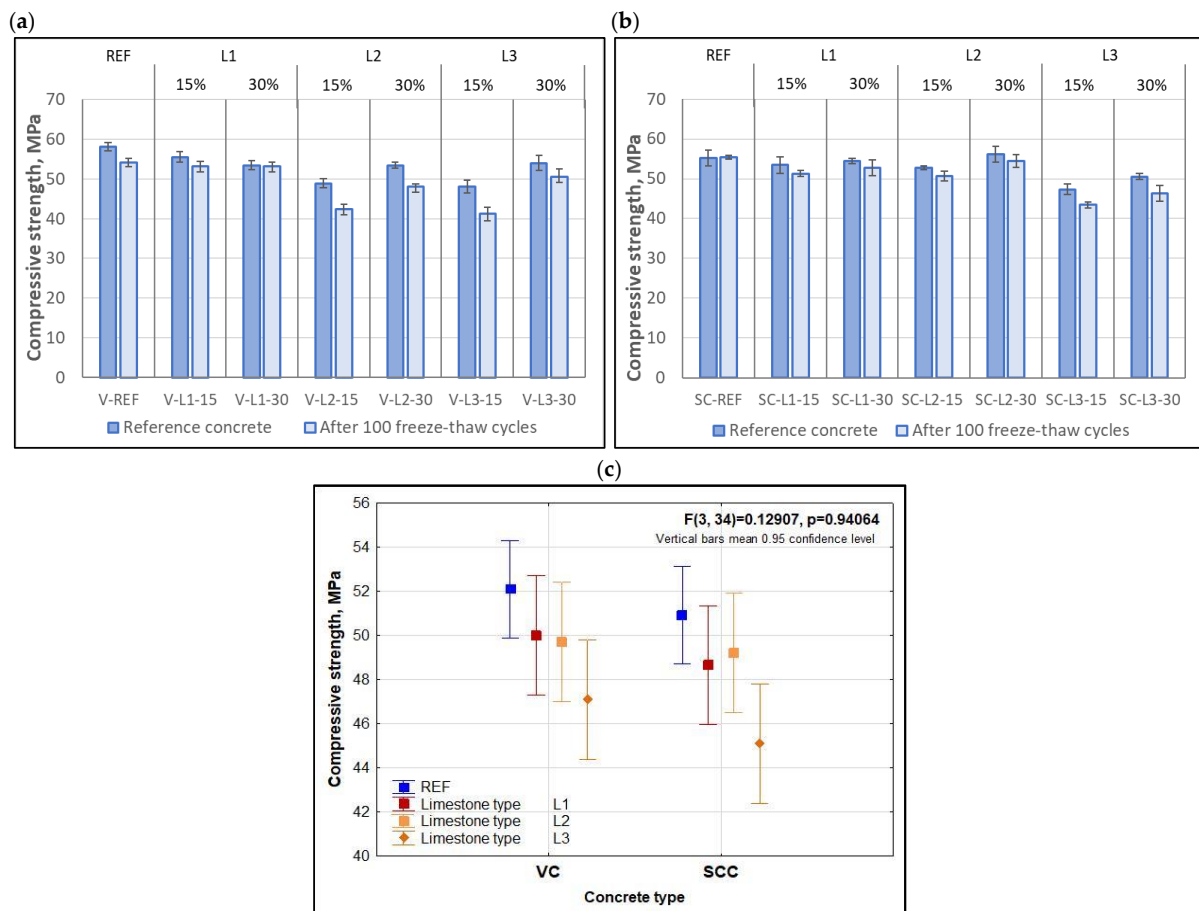 (a)
REF L1 L2 L3
15% 30% 15% 30% 15% 30%
Compressive strength, MPa
70
60
50
40
30
20
10
0
V-REF V-L1-15 V-L1-30 V-L2-15 V-L2-30 V-L3-15 V-L3-30
Reference concrete After 100 freeze-thaw cycles
(b)
REF L1 L2 L3
15% 30% 15% 30% 15% 30%
Compressive strength, MPa
70
60
50
40
30
20
10
0
SC-REF SC-L1-15 SC-L1-30 SC-L2-15 SC-L2-30 SC-L3-15 SC-L3-30
Reference concrete After 100 freeze-thaw cycles
(c)
F(3, 34)=0.12907, p=0.94064
Vertical bars mean 0.95 confidence level
Compressive strength, MPa
56
54
52
50
48
46
44
42
40
REF
Limestone type L1
Limestone type L2
Limestone type L3
VC SCC
Concrete type